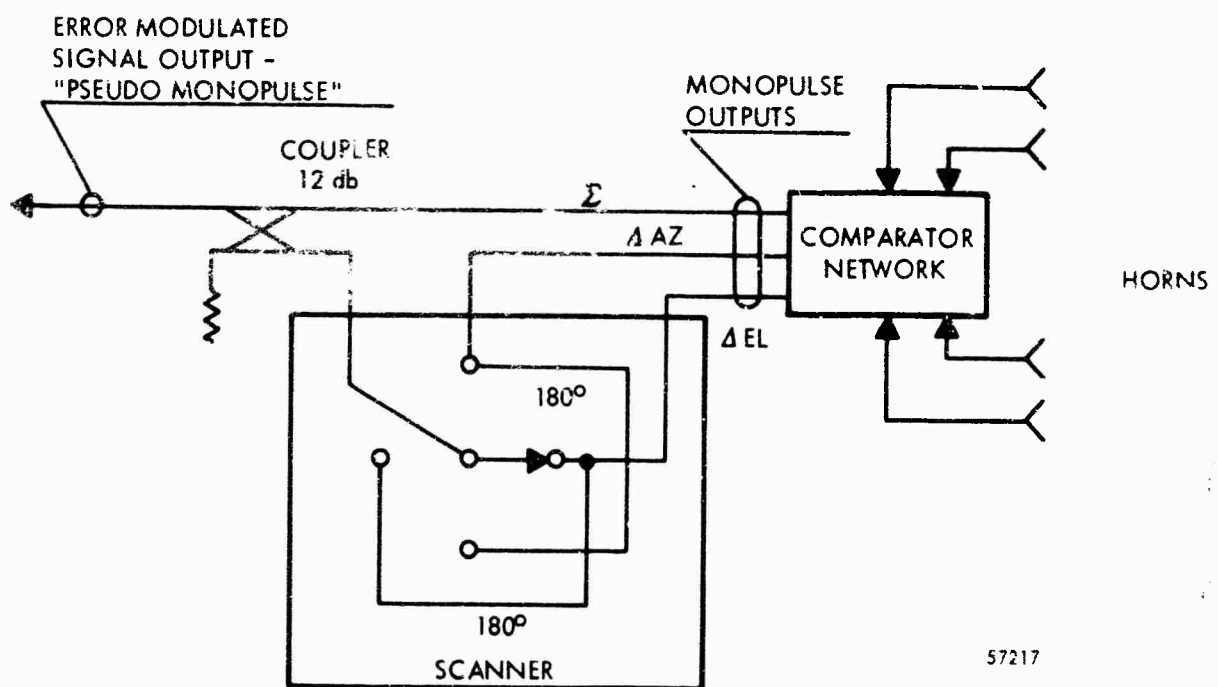 ERROR MODULATED
SIGNAL OUTPUT -
"PSEUDO MONOPULSE"
COUPLER
12 db
MONOPULSE
OUTPUTS
Σ
Δ AZ
Δ EL
COMPARATOR
NETWORK
HORNS
180°
180°
SCANNER
57217